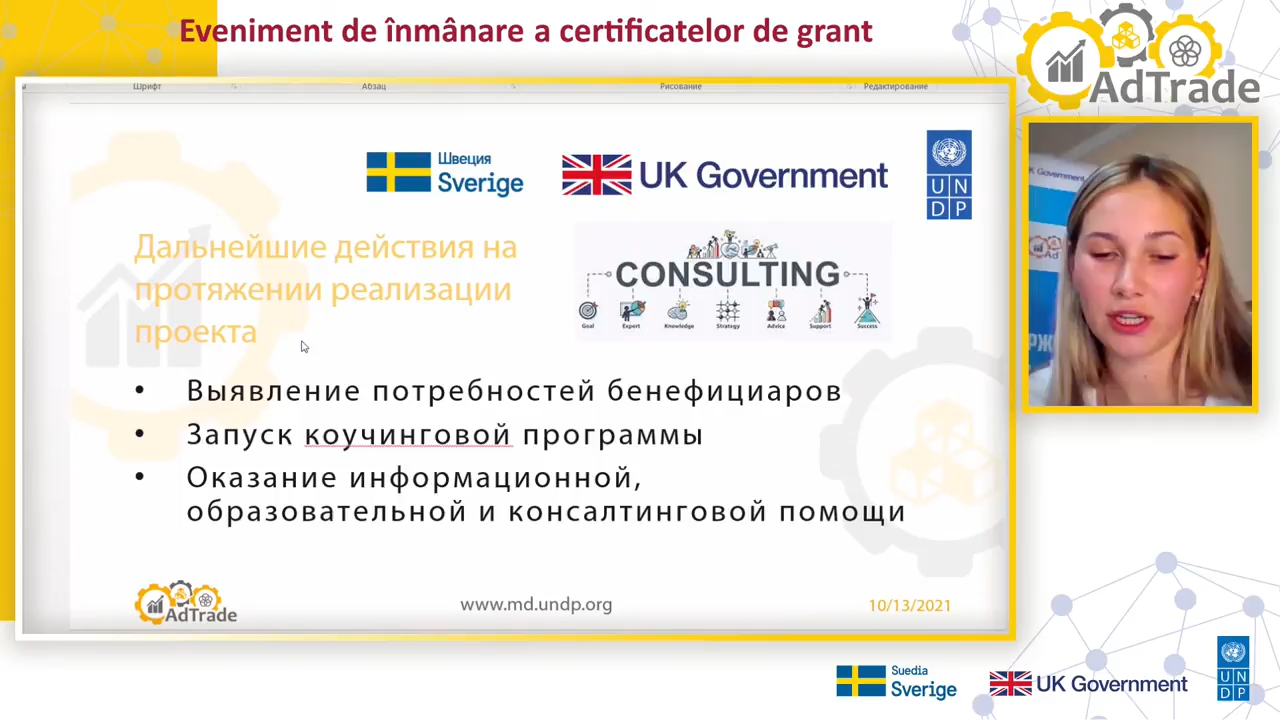 Eveniment de înmânare a certificatelor de grant
AdTrade
Шрифт
Абзац
Рисование
Редактирование
Швеция
Sverige
UK Government
U N
D P
Дальнейшие действия на
протяжении реализации
проекта
CONSULTING
Goal
Expert
Knowledge
Strategy
Advice
Support
Success
• Выявление потребностей бенефициаров
• Запуск коучинговой программы
• Оказание информационной,
образовательной и консалтинговой помощи
AdTrade
www.md.undp.org
10/13/2021
Suedia
Sverige
UK Government
U N
D P